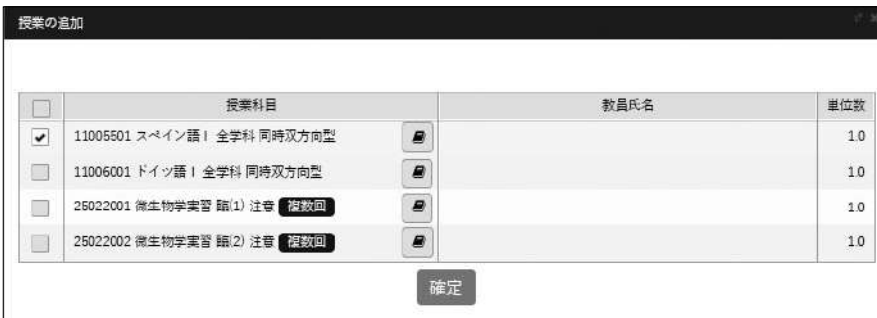 授業の追加
授業科目 教員氏名 単位数
11005501 スペイン語Ⅰ 全学科 同時双方向型 1.0
11006001 ドイツ語Ⅰ 全学科 同時双方向型 1.0
25022001 微生物学実習 臨(1) 注意 複数回 1.0
25022002 微生物学実習 臨(2) 注意 複数回 1.0
確定